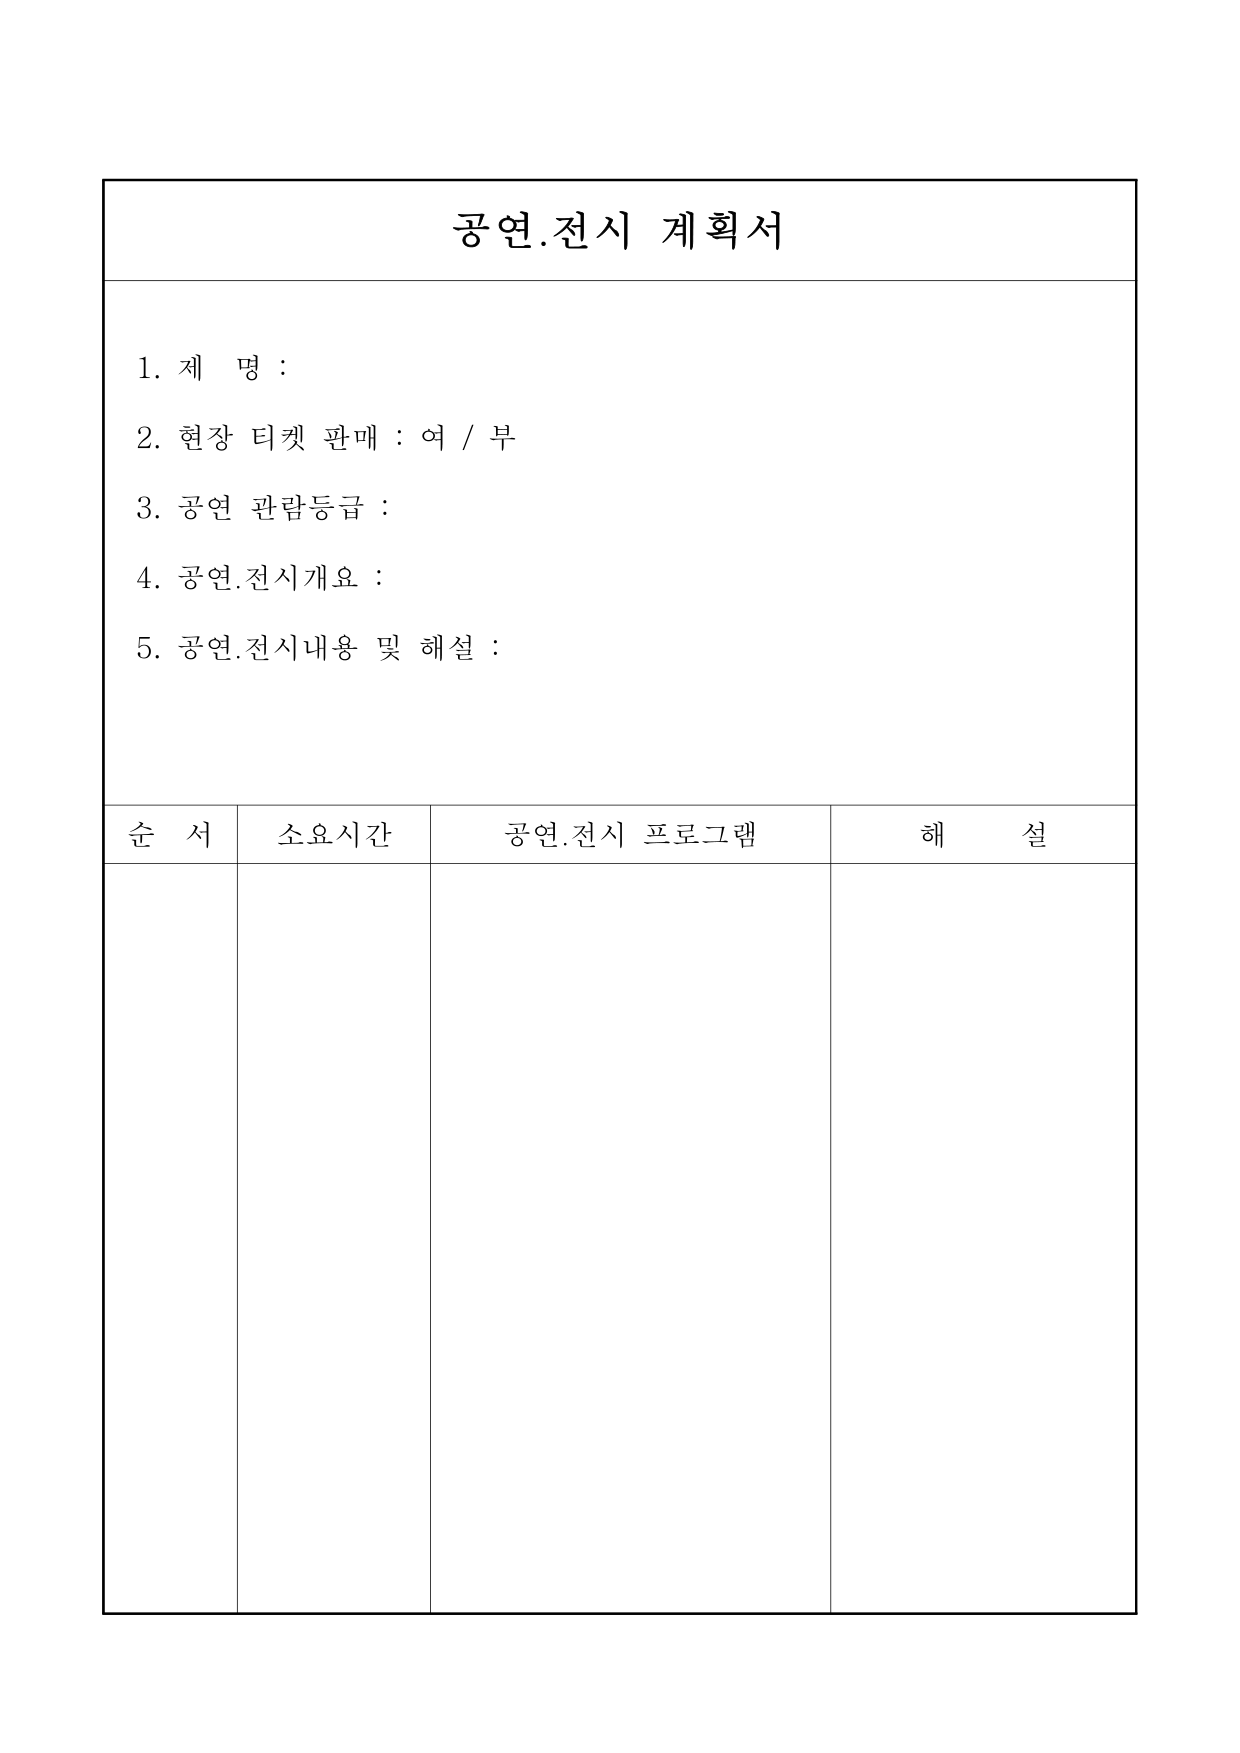 공연.전시 계획서
1. 제 명 :
2. 현장 티켓 판매 : 여 / 부
3. 공연 관람등급 :
4. 공연.전시개요 :
5. 공연.전시내용 및 해설 :
순 서 소요시간 공연.전시 프로그램 해 설